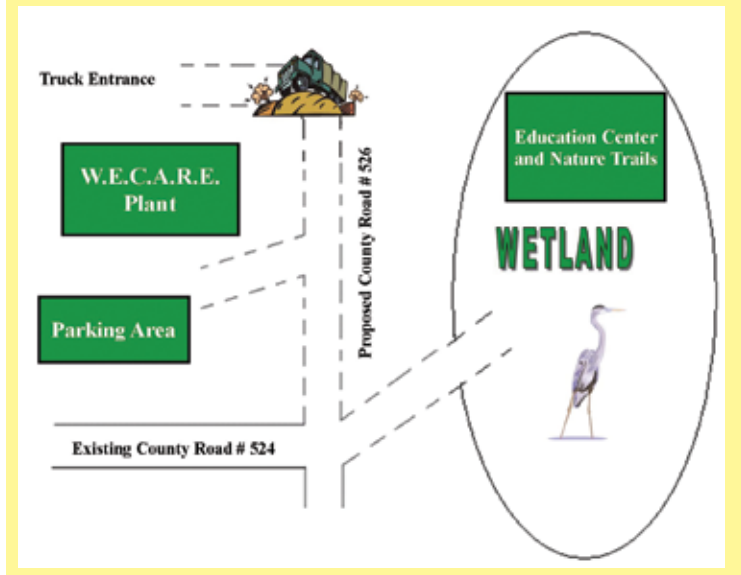 Truck Entrance
W.E.C.A.R.E.
Plant
Education Center
and Nature Trails
WETLAND
Proposed County Road # 526
Parking Area
Existing County Road # 524